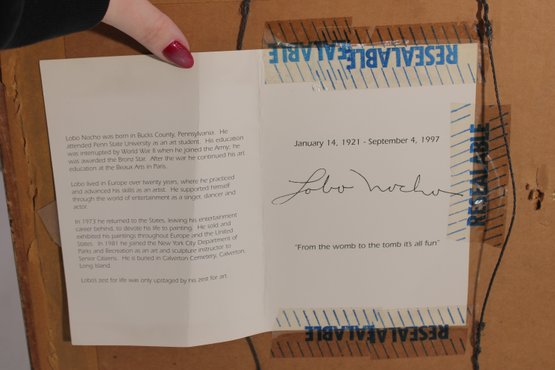 RESEALABLE
SEALABLE
Lobo Nocho was born in Bucks County, Pennsylvania. He
attended Penn State University as an art student. His education
was interrupted by World War II when he joined the Army; he
was awarded the Bronz Star. After the war he continued his art
education at the Beaux Arts in Paris.
Lobo lived in Europe over twenty years, where he practiced
and advanced his skills as an artist. He supported himself
through the world of entertainment as a singer, dancer and
actor.
In 1973 he returned to the States, leaving his entertainment
career behind, to devote his life to painting. He sold and
exhibited his paintings throughout Europe and the United
States. In 1981 he joined the New York City Department of
Parks and Recreation as an art and sculpture instructor to
Senior Citizens. He is buried in Calverton Cemetery, Calverton
Long Island.
Lobo's zest for life was only upstaged by his zest for art.
January 14, 1921 - September 4, 1997
Lobo Nocho
"From the womb to the tomb it's all fun"
RESEALABLE
SEALABLE
RESEALA